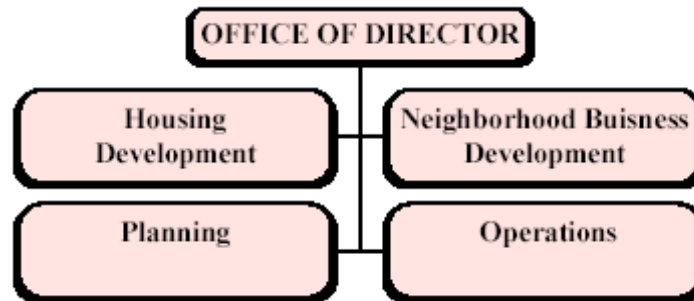 OFFICE OF DIRECTOR
Housing
Development
Neighborhood Buisness
Development
Planning
Operations